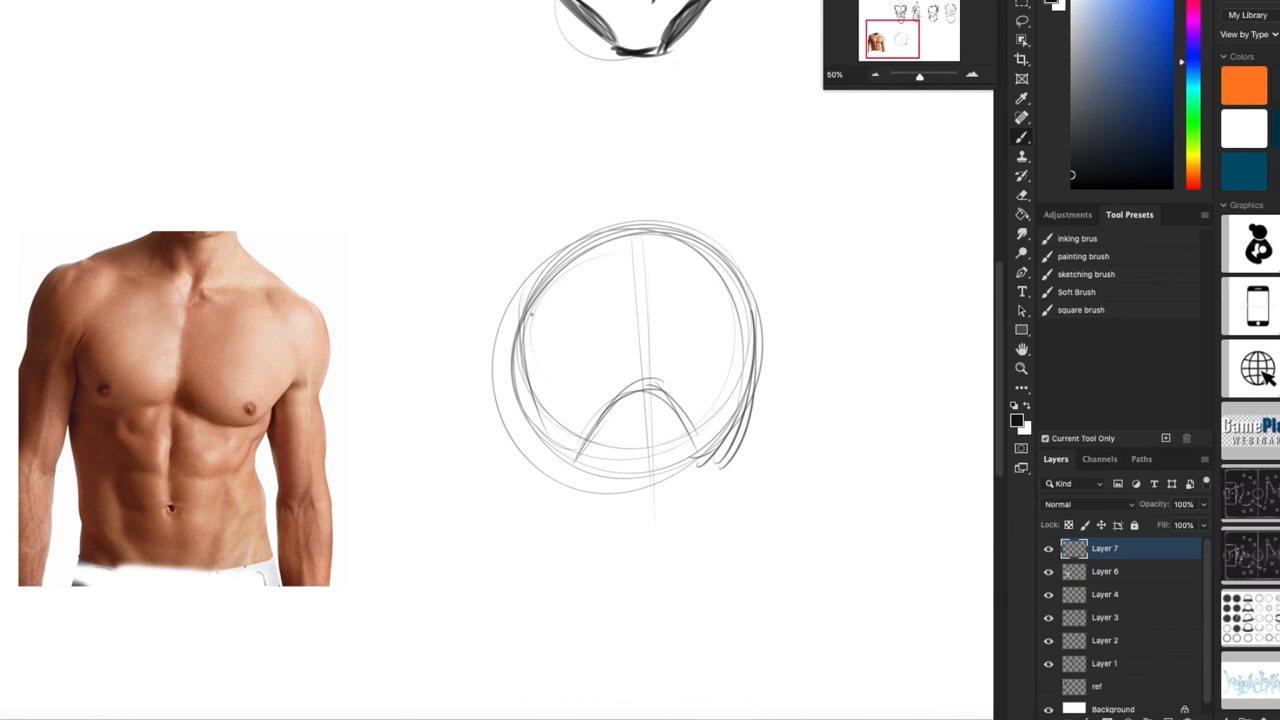 My Library
View by Type
50%
Colors
Graphics
Adjustments
Tool Presets
inking brus
painting brush
sketching brush
Soft Brush
square brush
Current Tool Only
Layers
Channels
Paths
Kind
Normal
Opacity: 100%
Lock:
Fill: 100%
Layer 7
Layer 6
Layer 4
Layer 3
Layer 2
Layer 1
ref
Background
GamePla
WEBINAR